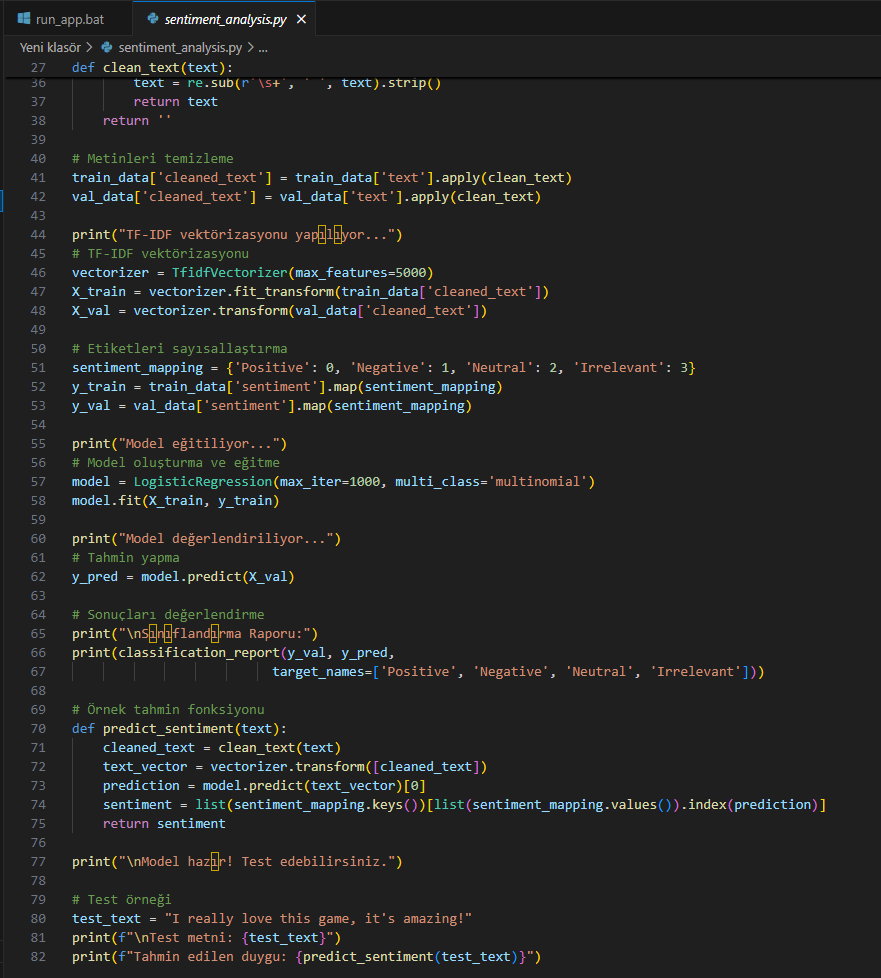 run_app.bat
sentiment_analysis.py ×
Yeni klasör > sentiment_analysis.py > ...
27 def clean_text(text):
36 text = re.sub(r'\s+', ' ', text).strip()
37 return text
38 return ''
39
40 # Metinleri temizleme
41 train_data['cleaned_text'] = train_data['text'].apply(clean_text)
42 val_data['cleaned_text'] = val_data['text'].apply(clean_text)
43
44 print("TF-IDF vektörizasyonu yapılıyor...")
45 # TF-IDF vektörizasyonu
46 vectorizer = TfidfVectorizer(max_features=5000)
47 X_train = vectorizer.fit_transform(train_data['cleaned_text'])
48 X_val = vectorizer.transform(val_data['cleaned_text'])
49
50 # Etiketleri sayısallaştırma
51 sentiment_mapping = {'Positive': 0, 'Negative': 1, 'Neutral': 2, 'Irrelevant': 3}
52 y_train = train_data['sentiment'].map(sentiment_mapping)
53 y_val = val_data['sentiment'].map(sentiment_mapping)
54
55 print("Model eğitiliyor...")
56 # Model oluşturma ve eğitme
57 model = LogisticRegression(max_iter=1000, multi_class='multinomial')
58 model.fit(X_train, y_train)
59
60 print("Model değerlendiriliyor...")
61 # Tahmin yapma
62 y_pred = model.predict(X_val)
63
64 # Sonuçları değerlendirme
65 print("\nSınıflandırma Raporu:")
66 print(classification_report(y_val, y_pred,
67 target_names=['Positive', 'Negative', 'Neutral', 'Irrelevant']))
68
69 # Örnek tahmin fonksiyonu
70 def predict_sentiment(text):
71 cleaned_text = clean_text(text)
72 text_vector = vectorizer.transform([cleaned_text])
73 prediction = model.predict(text_vector)[0]
74 sentiment = list(sentiment_mapping.keys())[list(sentiment_mapping.values()).index(prediction)]
75 return sentiment
76
77 print("\nModel hazır! Test edebilirsiniz.")
78
79 # Test örneği
80 test_text = "I really love this game, it's amazing!"
81 print(f"\nTest metni: {test_text}")
82 print(f"Tahmin edilen duygu: {predict_sentiment(test_text)}")